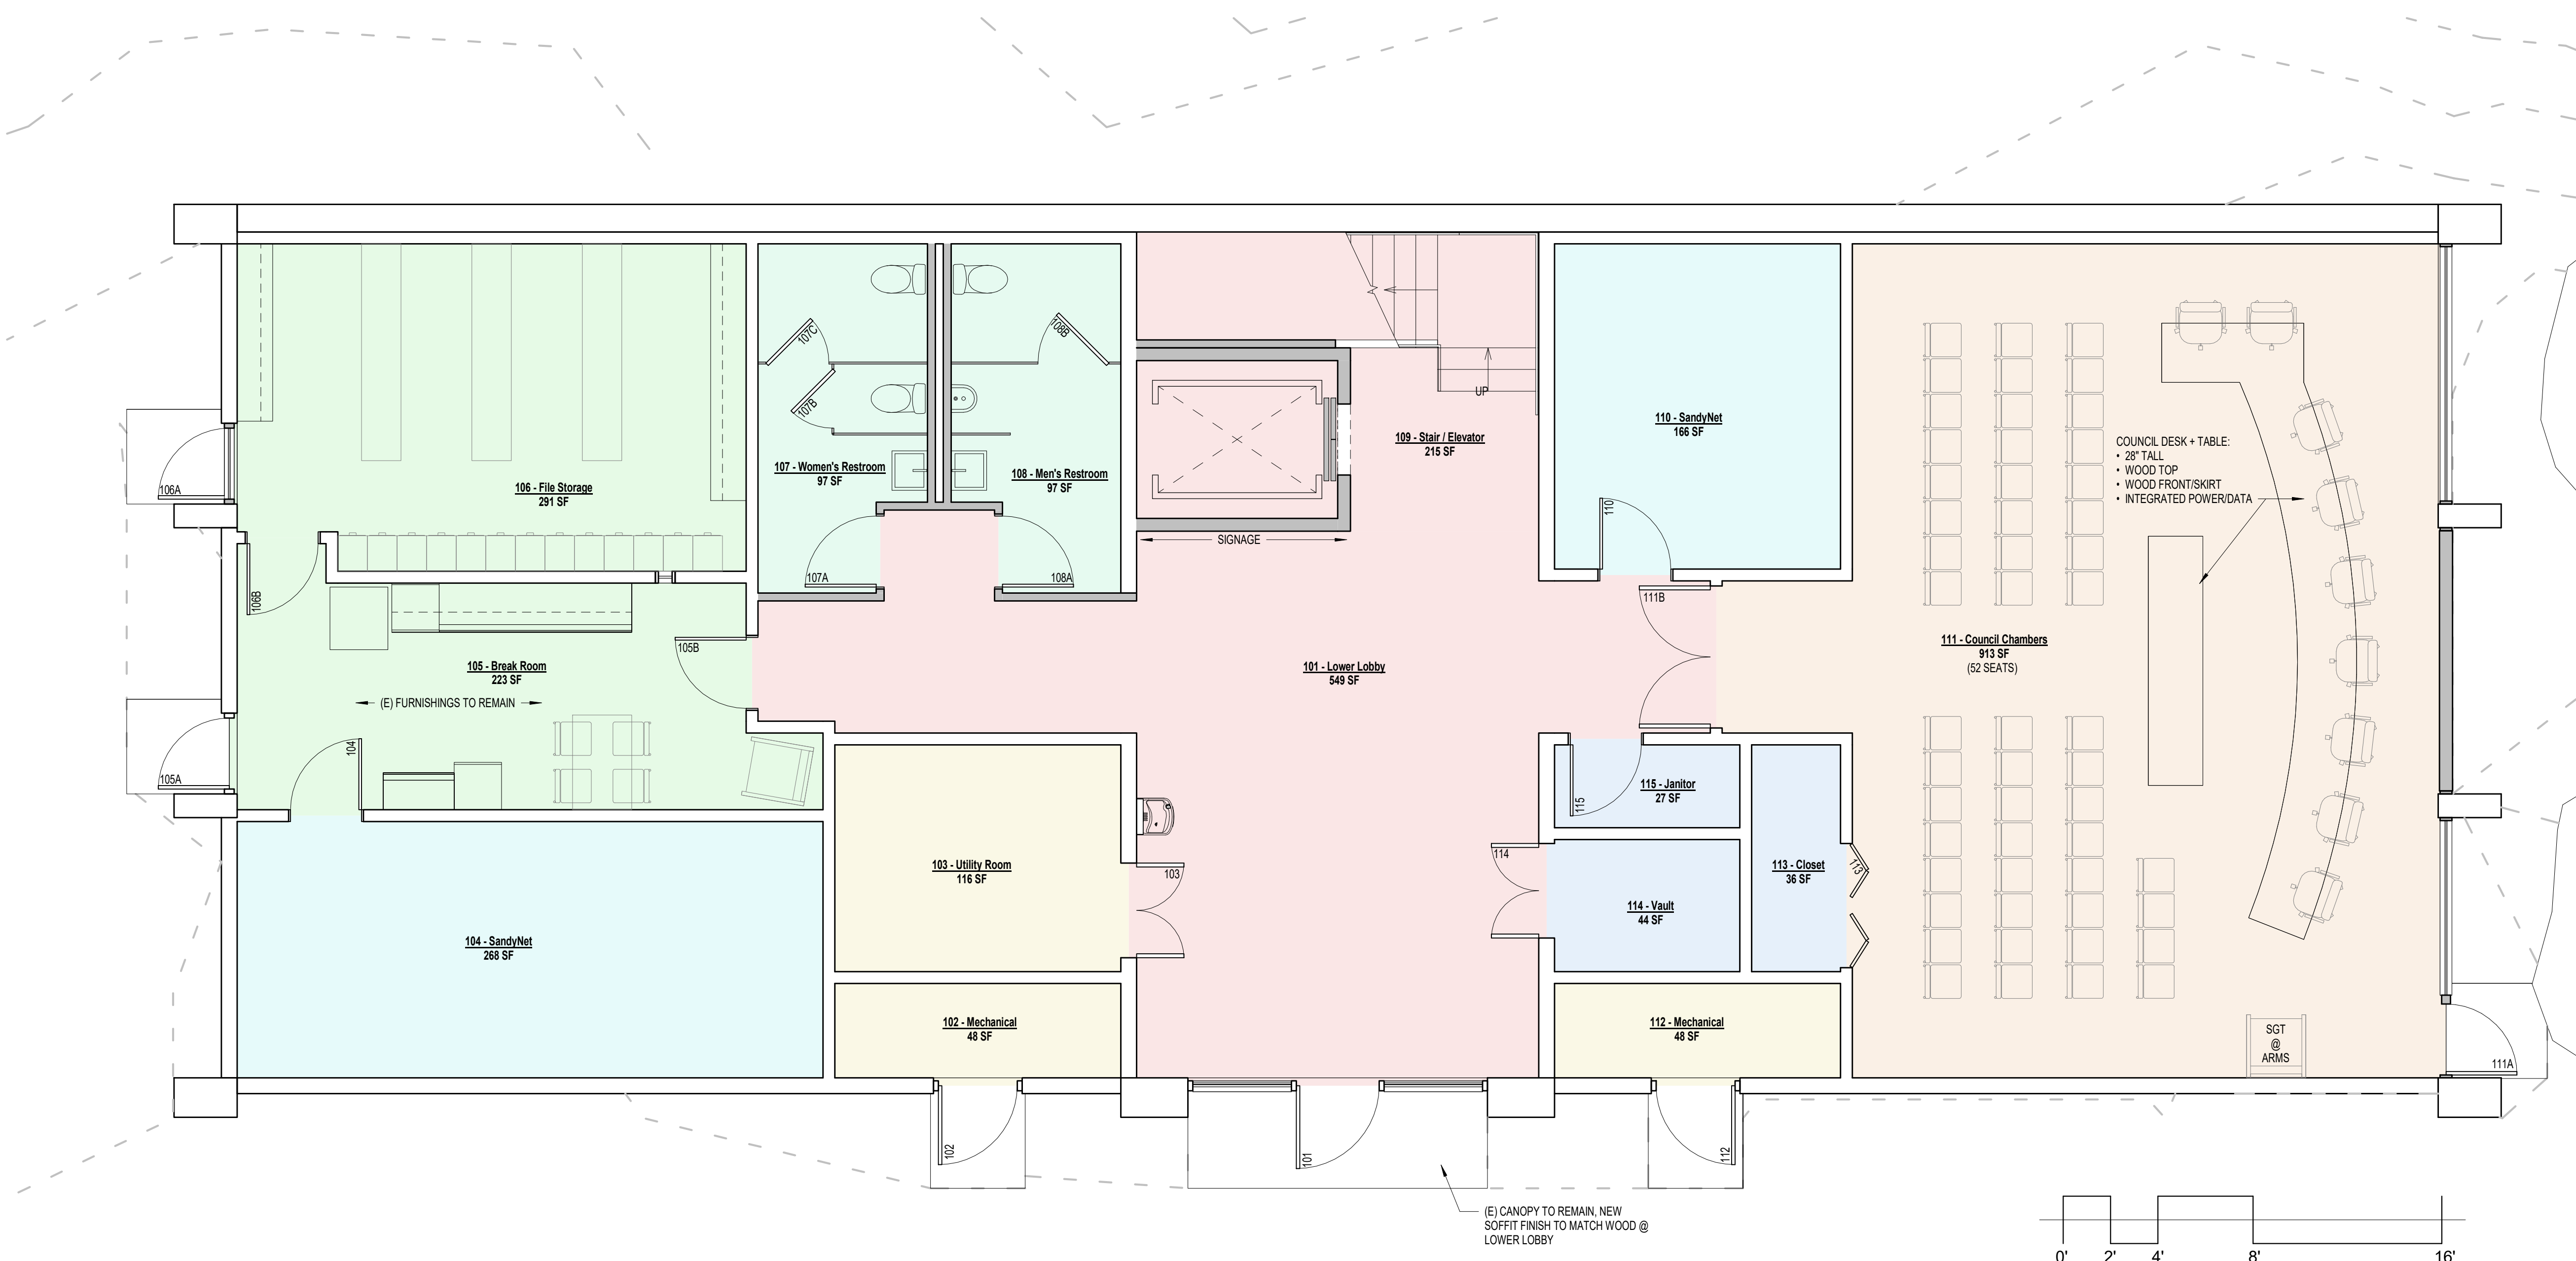 107C
108B
107B
UP
109 - Stair / Elevator
215 SF
110 - SandyNet
166 SF
COUNCIL DESK + TABLE:
• 28" TALL
• WOOD TOP
• WOOD FRONT/SKIRT
• INTEGRATED POWER/DATA
107 - Women's Restroom
97 SF
108 - Men's Restroom
97 SF
106A
106 - File Storage
291 SF
110
SIGNAGE
107A
108A
106B
111B
105B
105 - Break Room
223 SF
101 - Lower Lobby
549 SF
111 - Council Chambers
913 SF
(52 SEATS)
(E) FURNISHINGS TO REMAIN
104
105A
115 - Janitor
27 SF
115
114
113
103 - Utility Room
116 SF
103
113 - Closet
36 SF
114 - Vault
44 SF
104 - SandyNet
268 SF
102 - Mechanical
48 SF
112 - Mechanical
48 SF
SGT
@
ARMS
111A
102
101
112
(E) CANOPY TO REMAIN, NEW
SOFFIT FINISH TO MATCH WOOD @
LOWER LOBBY
0' 2' 4' 8' 16'